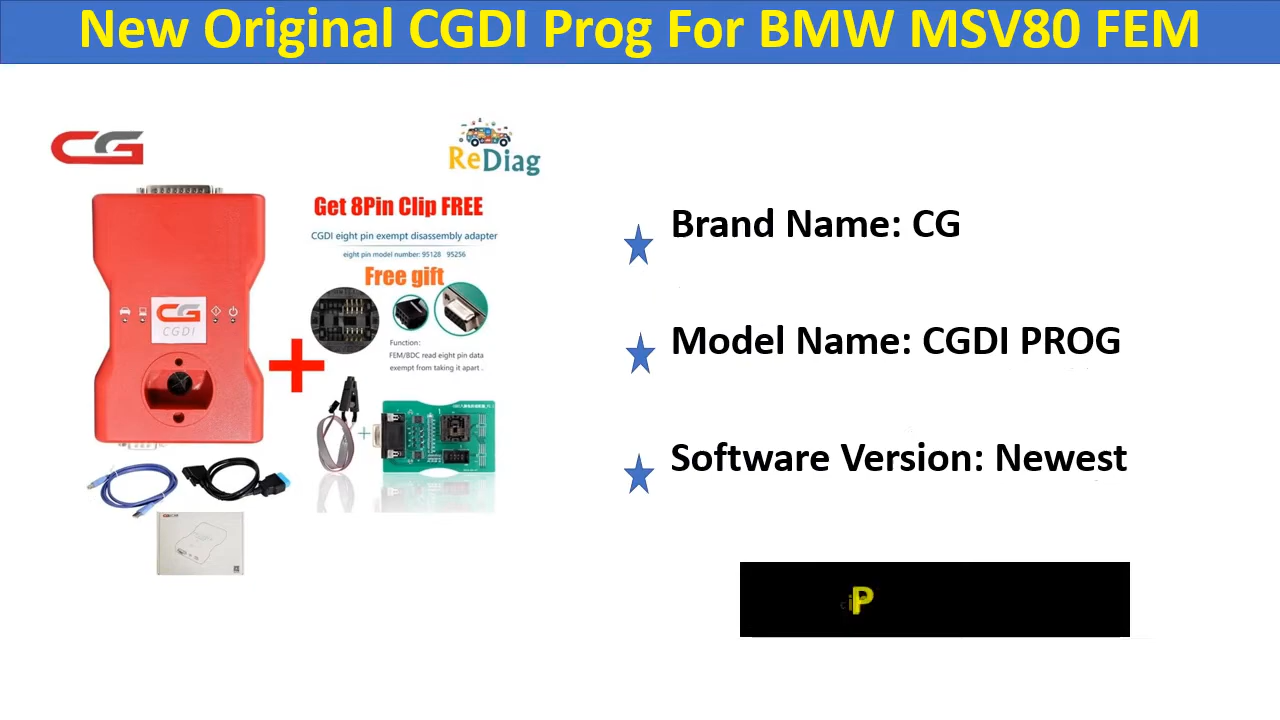 New Original CGDI Prog For BMW MSV80 FEM
CG
ReDiag
Get 8Pin Clip FREE
CGDI eight pin exempt disassembly adapter
eight pin model number: 95128 95256
Free gift
CG
CGDI
Function:
FEM/BDC read eight pin data
exempt from taking it apart .
Brand Name: CG
Model Name: CGDI PROG
Software Version: Newest
P